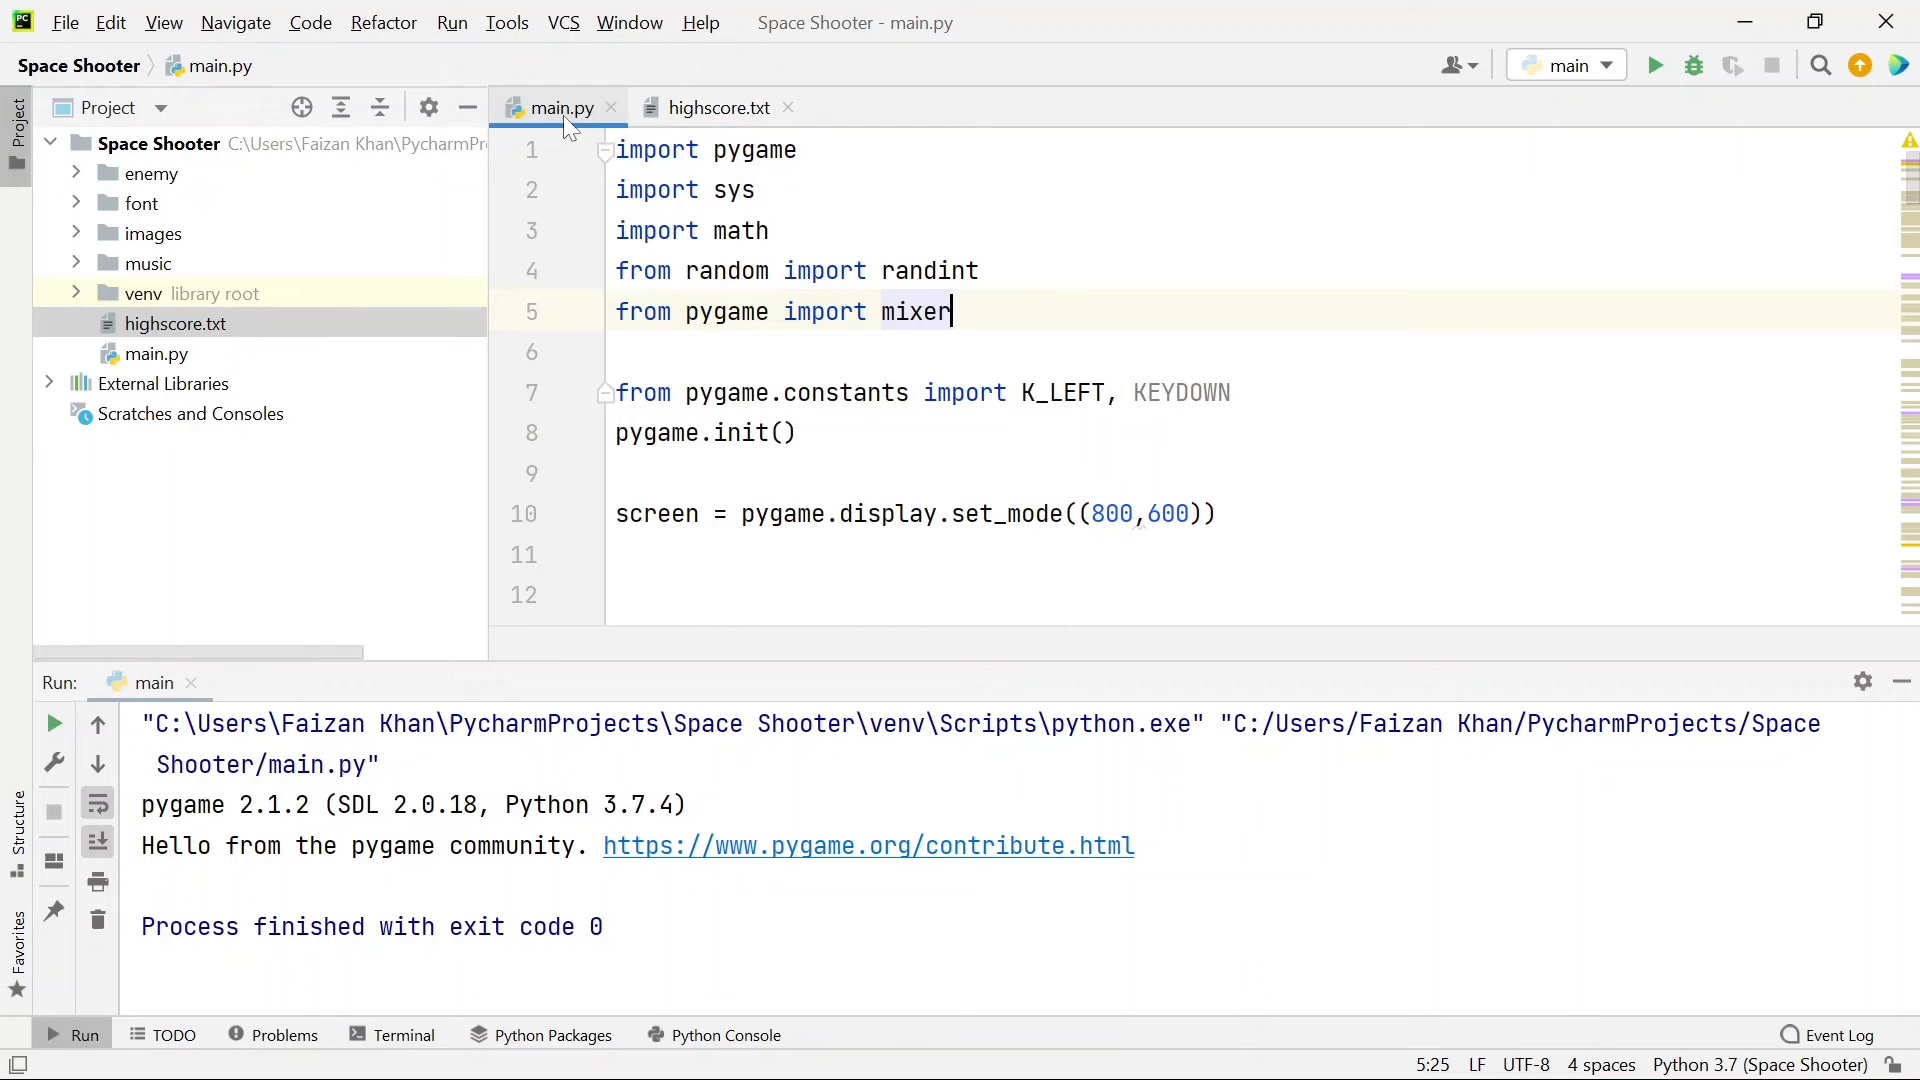 PC File Edit View Navigate Code Refactor Run Tools VCS Window Help Space Shooter - main.py
Space Shooter main.py main
Project
Project
Space Shooter C:\Users\Faizan Khan\PycharmPr
enemy
font
images
music
venv library root
highscore.txt
main.py
External Libraries
Scratches and Consoles
main.py highscore.txt
1 import pygame
2 import sys
3 import math
4 from random import randint
5 from pygame import mixer
6
7 from pygame.constants import K_LEFT, KEYDOWN
8 pygame.init()
9
10 screen = pygame.display.set_mode((800,600))
11
12
Run: main
"C:\Users\Faizan Khan\PycharmProjects\Space Shooter\venv\Scripts\python.exe" "C:/Users/Faizan Khan/PycharmProjects/Space
Shooter/main.py"
pygame 2.1.2 (SDL 2.0.18, Python 3.7.4)
Hello from the pygame community. https://www.pygame.org/contribute.html
Process finished with exit code 0
Structure
Favorites
Run TODO Problems Terminal Python Packages Python Console Event Log
5:25 LF UTF-8 4 spaces Python 3.7 (Space Shooter)